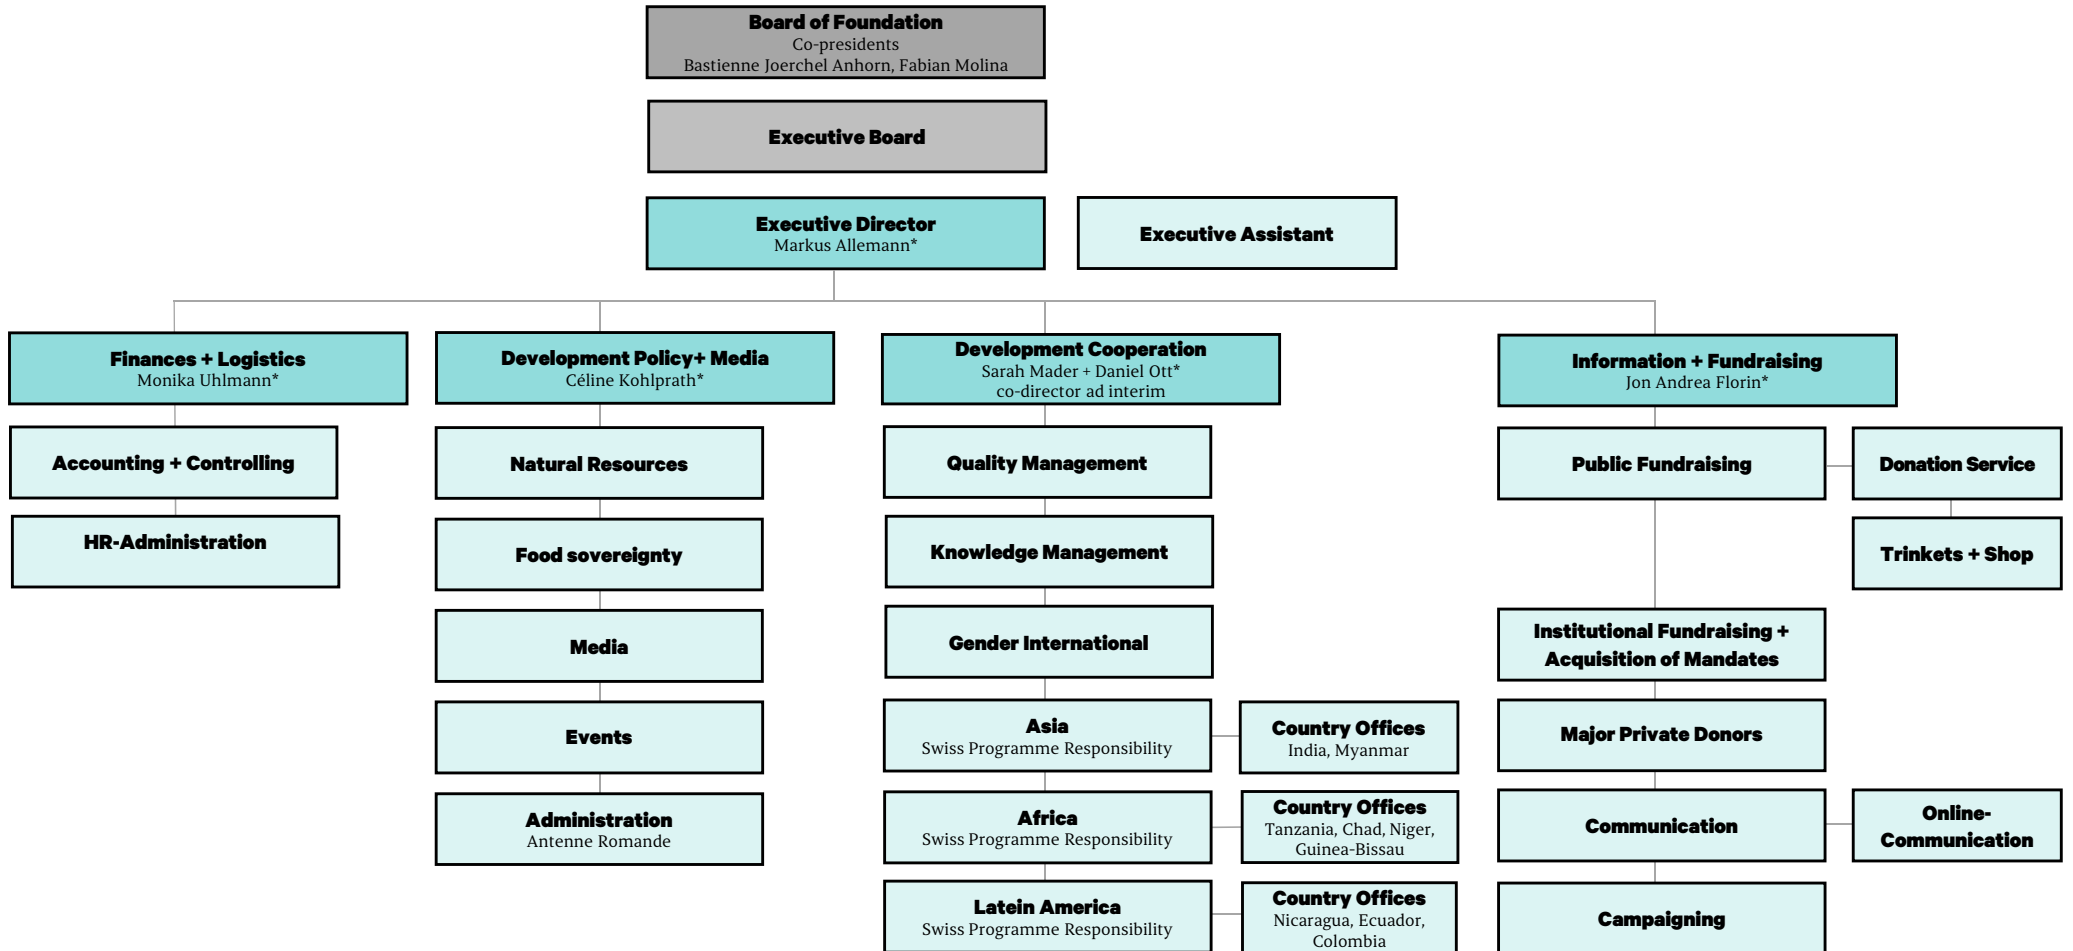 Board of Foundation
Co-presidents
Bastienne Joerchel Anhorn, Fabian Molina
Executive Board
Executive Director
Markus Allemann*
Executive Assistant
Finances + Logistics
Monika Uhlmann*
Development Policy+ Media
Céline Kohlprath*
Development Cooperation
Sarah Mader + Daniel Ott*
co-director ad interim
Information + Fundraising
Jon Andrea Florin*
Accounting + Controlling
HR-Administration
Natural Resources
Food sovereignty
Media
Events
Administration
Antenne Romande
Quality Management
Knowledge Management
Gender International
Asia
Swiss Programme Responsibility
Country Offices
India, Myanmar
Africa
Swiss Programme Responsibility
Country Offices
Tanzania, Chad, Niger,
Guinea-Bissau
Latein America
Swiss Programme Responsibility
Country Offices
Nicaragua, Ecuador,
Colombia
Public Fundraising
Donation Service
Trinkets + Shop
Institutional Fundraising +
Acquisition of Mandates
Major Private Donors
Communication
Online-
Communication
Campaigning